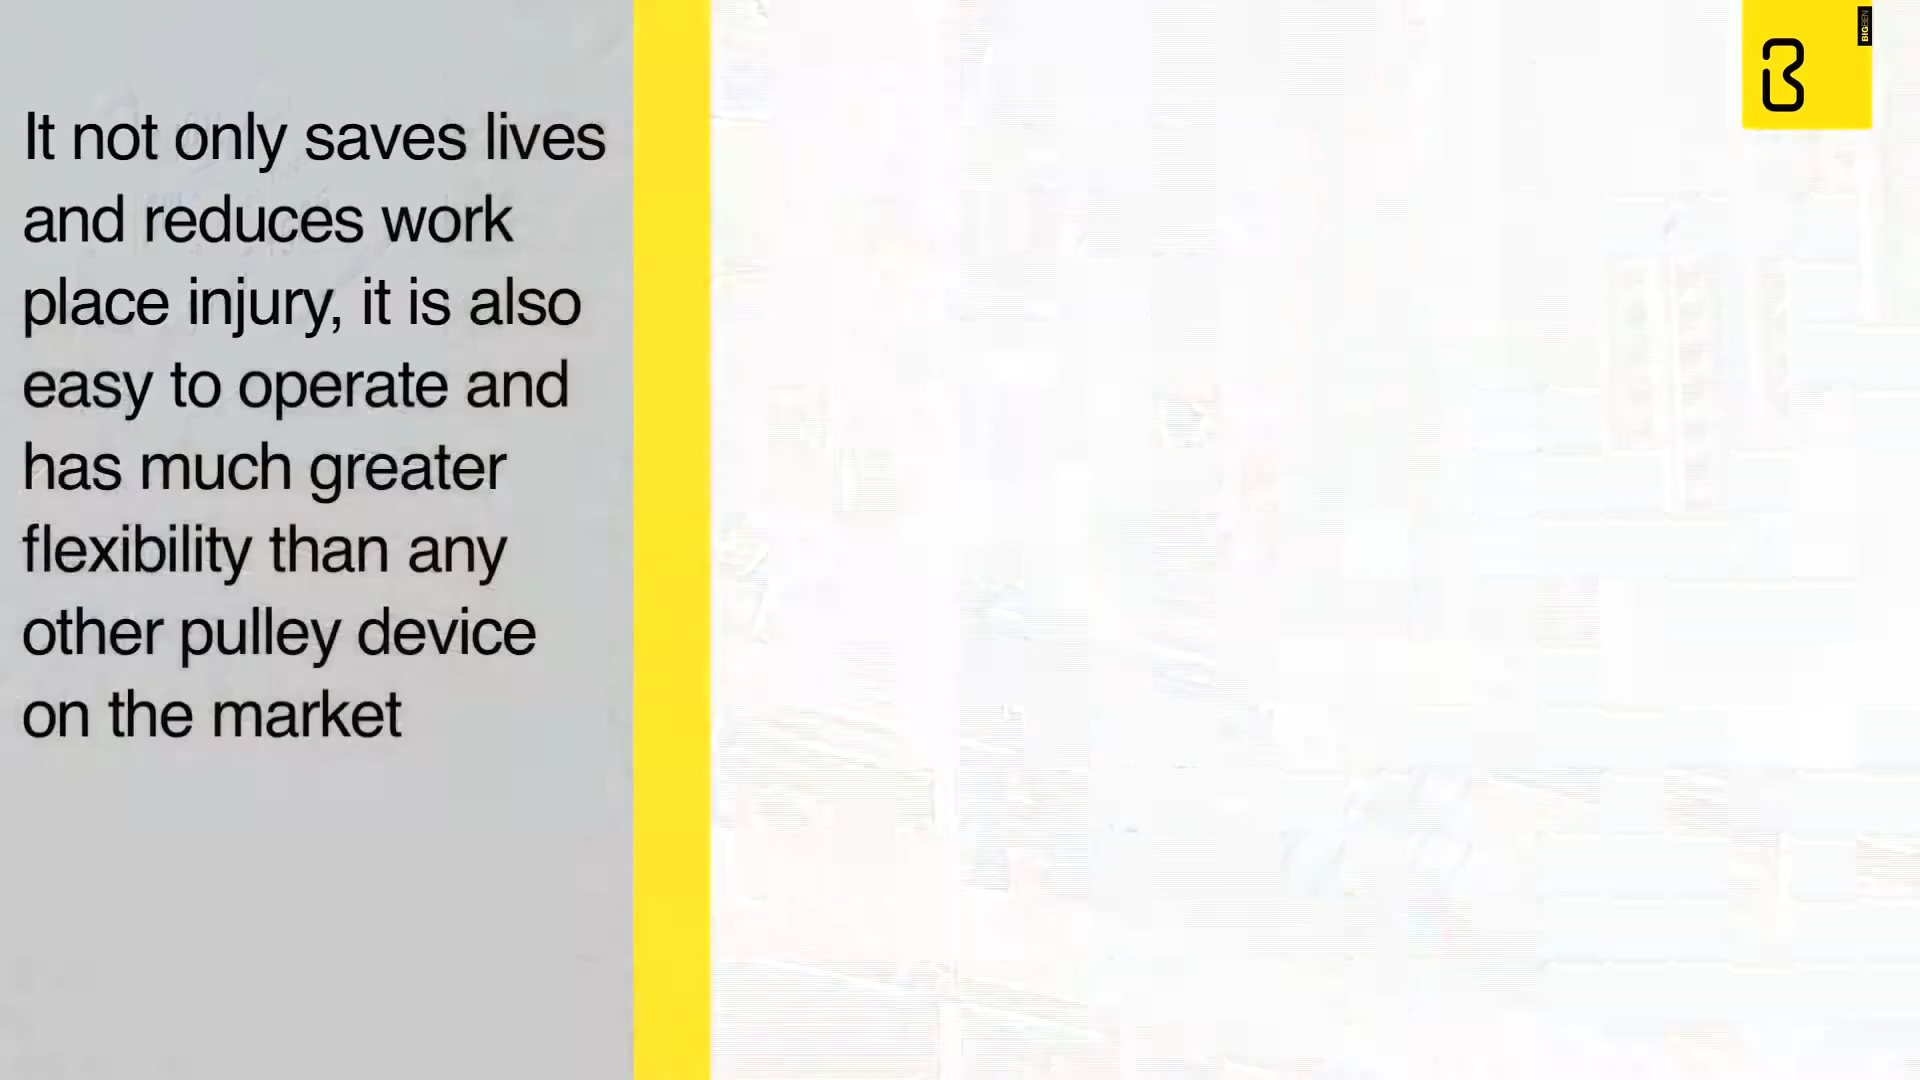 It not only saves lives
and reduces work
place injury, it is also
easy to operate and
has much greater
flexibility than any
other pulley device
on the market
BIGBEN